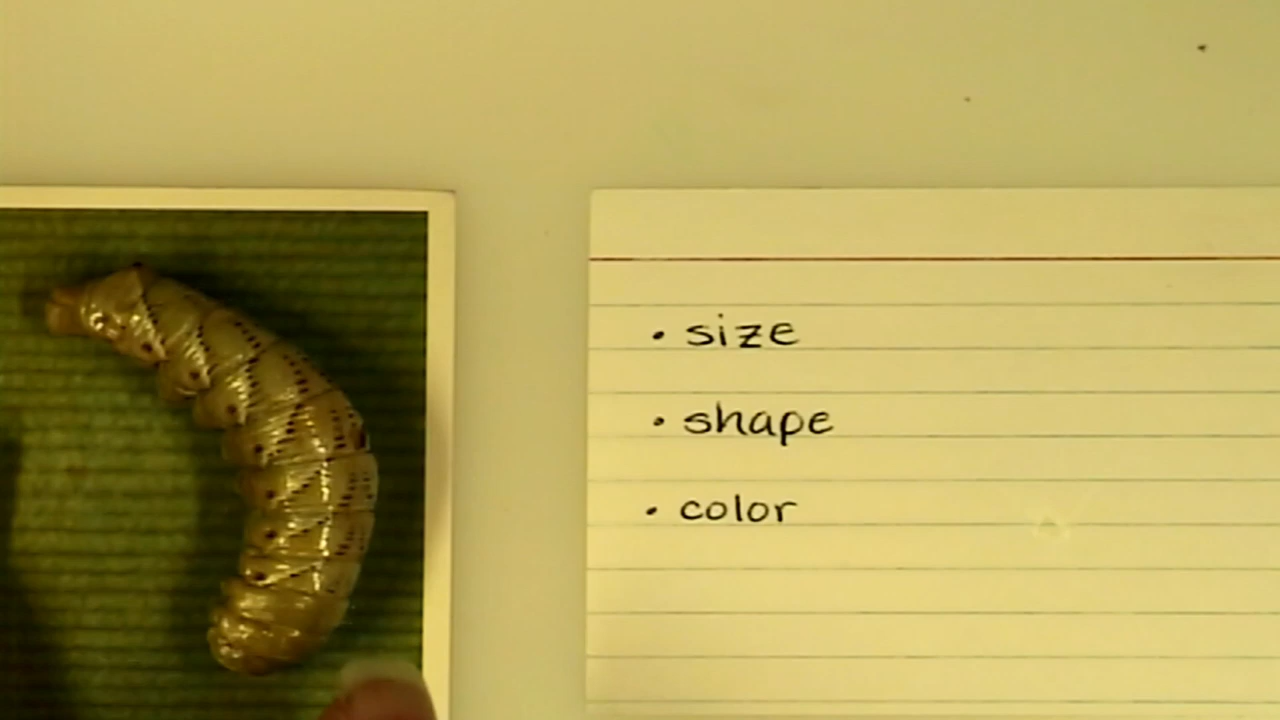 • size
• shape
• color